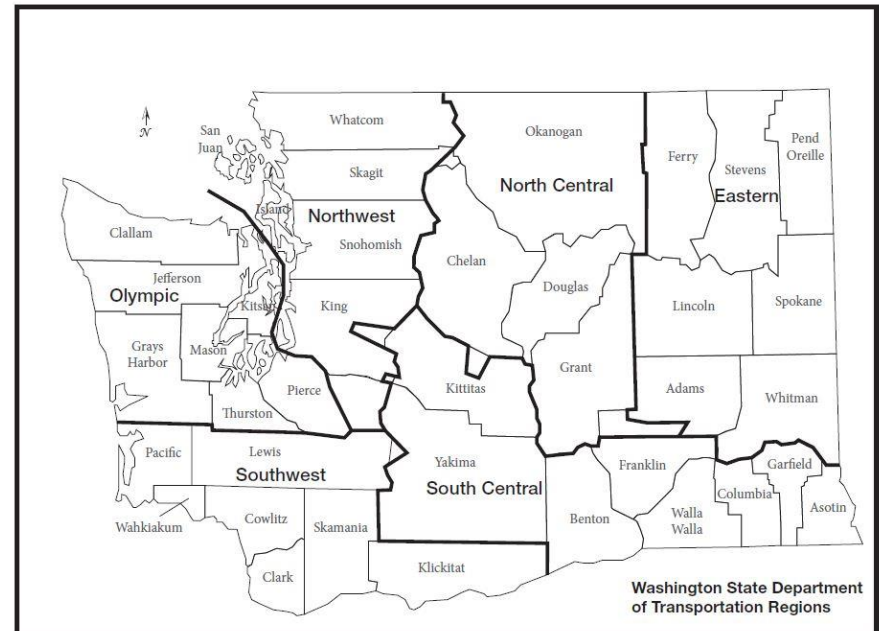 Whatcom
Okanogan
San
Juan
Pend
Oreille
Ferry
Stevens
Skagit
North Central
Eastern
Island
Northwest
Clallam
Snohomish
Chelan
Jefferson
Douglas
Olympic
Kitsap
King
Lincoln
Spokane
Grays
Harbor
Mason
Grant
Kittitas
Pierce
Adams
Whitman
Thurston
Pacific
Lewis
Yakima
Franklin
Garfield
Southwest
South Central
Columbia
Walla
Walla
Asotin
Wahkiakum
Cowlitz
Skamania
Benton
Klickitat
Clark
Washington State Department
of Transportation Regions
N